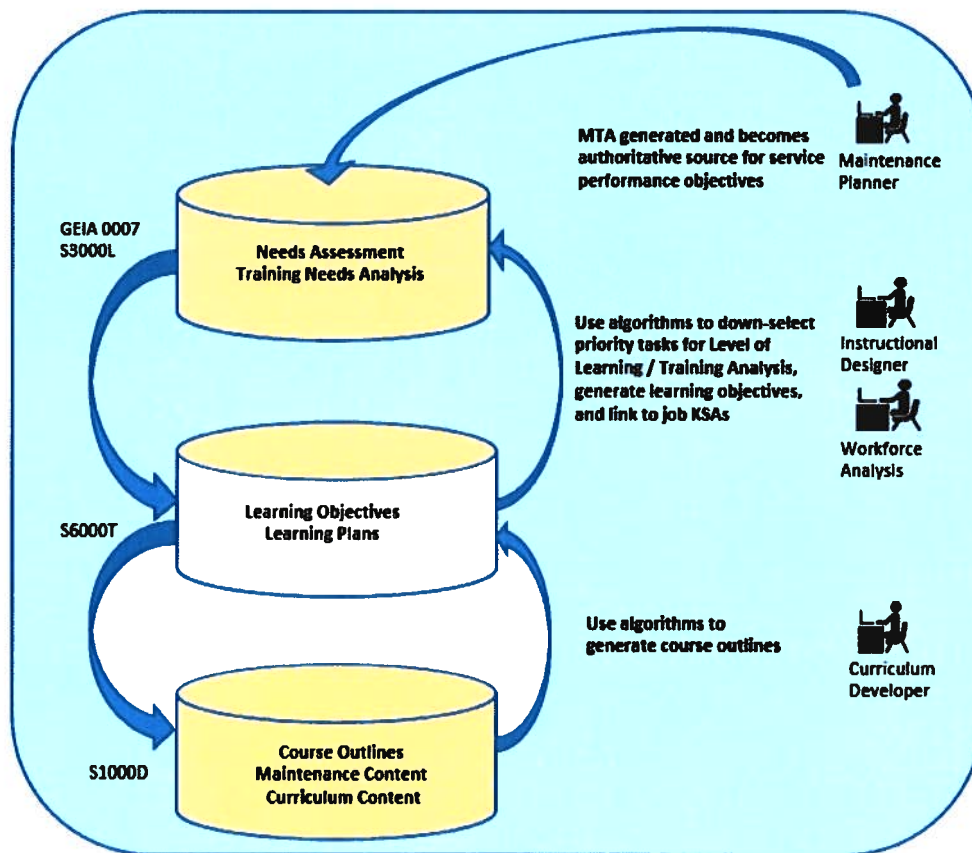 MTA generated and becomes
authoritative source for service
performance objectives
Maintenance
Planner
GEIA 0007
S3000L
Needs Assessment
Training Needs Analysis
Use algorithms to down-select
priority tasks for Level of
Learning / Training Analysis,
generate learning objectives,
and link to job KSAs
Instructional
Designer
Workforce
Analysis
S6000T
Learning Objectives
Learning Plans
Use algorithms to
generate course outlines
Curriculum
Developer
S1000D
Course Outlines
Maintenance Content
Curriculum Content